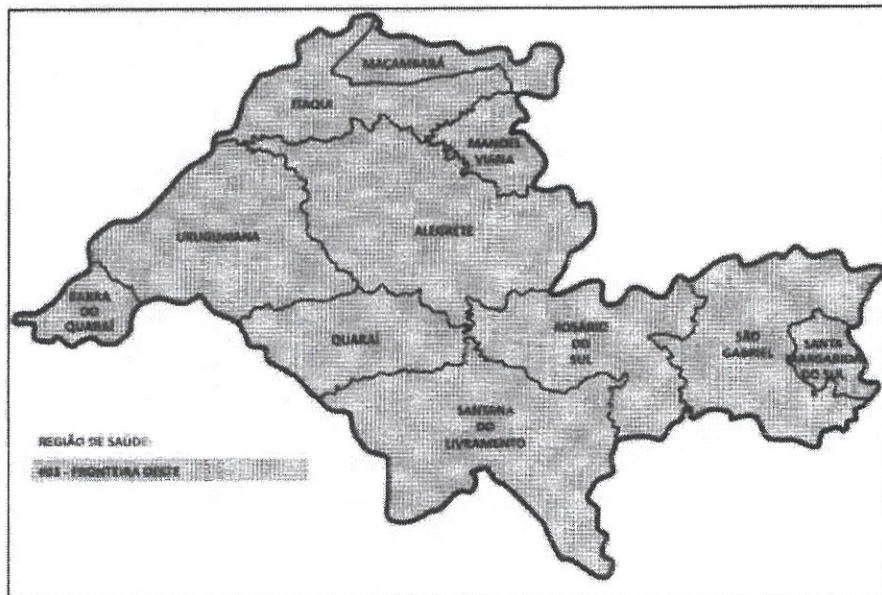 MAÇAMBARÁ
ITAQUI
MANOEL
VIANA
URUGUAIANA
ALEGRETE
BARRA
DO
QUARAÍ
QUARAÍ
ROSÁRIO
DO
SUL
SÃO
GABRIEL
SANTA
MARGARIDA
DO SUL
SANTANA
DO
LIVRAMENTO
REGIÃO DE SAÚDE:
R03 - FRONTEIRA OESTE